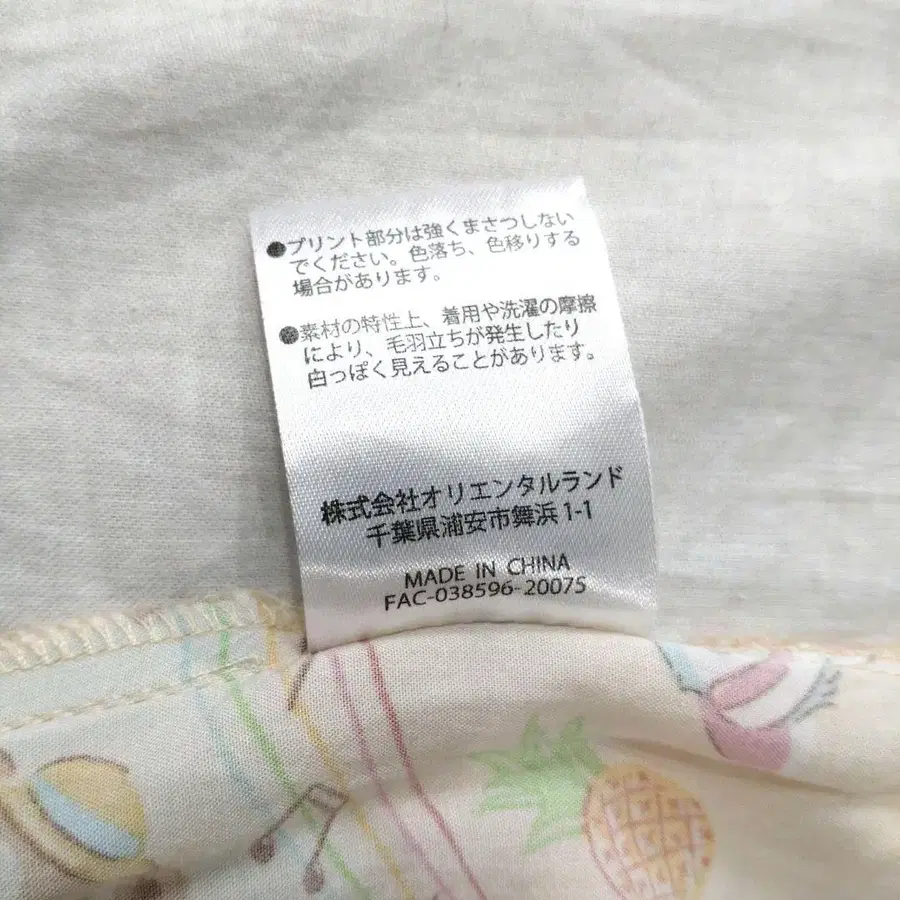 ●プリント部分は強くまさつしない
でください。色落ち、色移りする
場合があります。
●素材の特性上、着用や洗濯の摩擦
により、毛羽立ちが発生したり
白っぽく見えることがあります。
株式会社オリエンタルランド
千葉県浦安市舞浜1-1
MADE IN CHINA
FAC-038596-20075